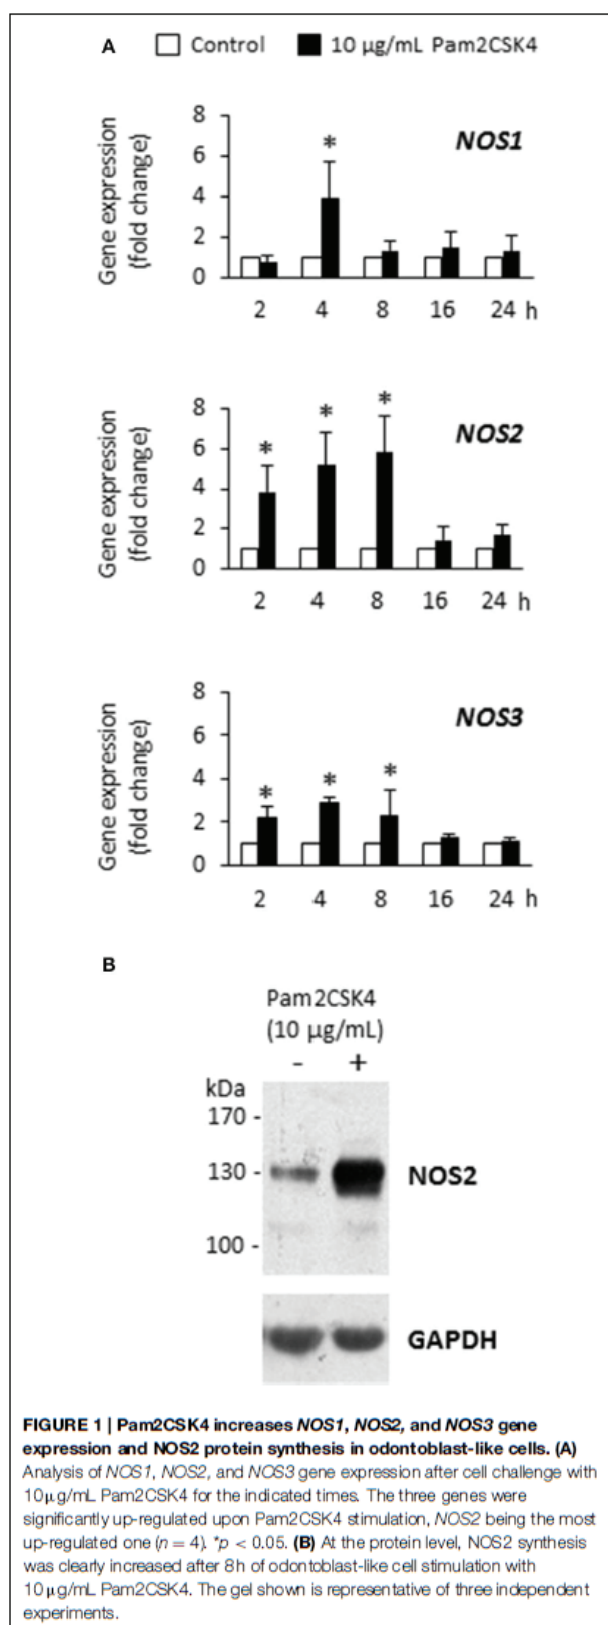 A
Control 10 µg/mL Pam2CSK4
NOS1
Gene expression
(fold change)
8
6
4
2
0
*
2 4 8 16 24 h
NOS2
Gene expression
(fold change)
8
6
4
2
0
* * *
2 4 8 16 24 h
NOS3
Gene expression
(fold change)
8
6
4
2
0
* * *
2 4 8 16 24 h
B
Pam2CSK4
(10 µg/mL)
- +
kDa
170 -
130 - NOS2
100 -
GAPDH
FIGURE 1 | Pam2CSK4 increases NOS1, NOS2, and NOS3 gene
expression and NOS2 protein synthesis in odontoblast-like cells. (A)
Analysis of NOS1, NOS2, and NOS3 gene expression after cell challenge with
10 µg/mL Pam2CSK4 for the indicated times. The three genes were
significantly up-regulated upon Pam2CSK4 stimulation, NOS2 being the most
up-regulated one (n = 4). *p < 0.05. (B) At the protein level, NOS2 synthesis
was clearly increased after 8 h of odontoblast-like cell stimulation with
10 µg/mL Pam2CSK4. The gel shown is representative of three independent
experiments.